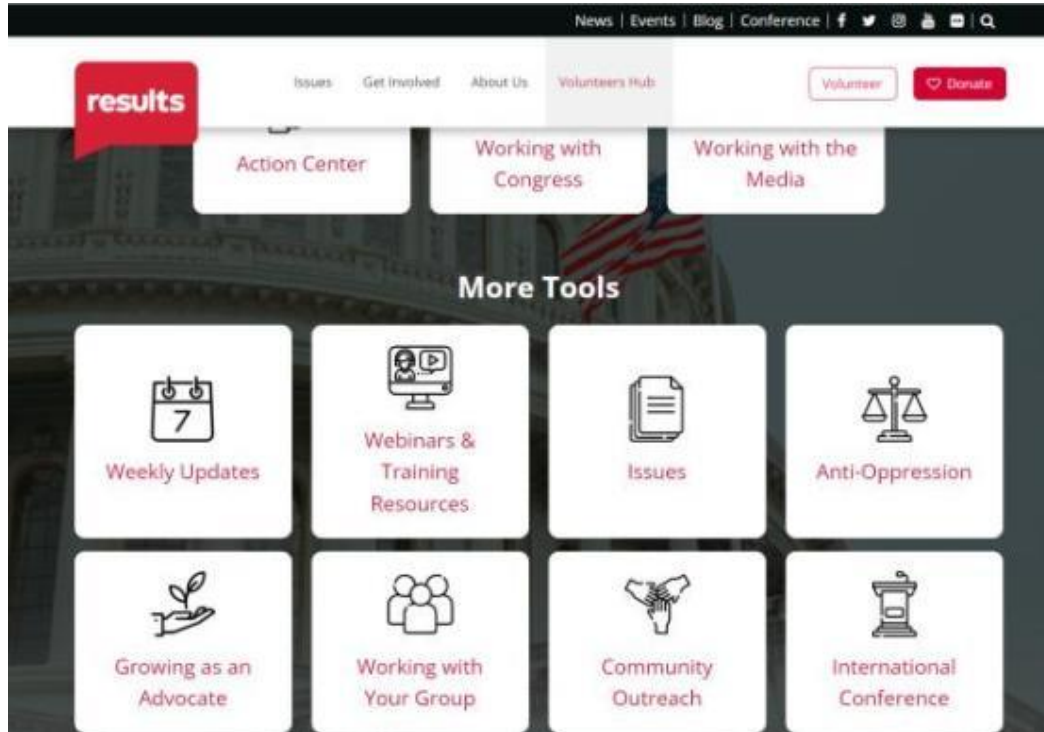 News | Events | Blog | Conference |
results
Issues Get Involved About Us Volunteers Hub Volunteer Donate
Action Center
Working with
Congress
Working with the
Media
More Tools
7
Weekly Updates
Webinars &
Training
Resources
Issues
Anti-Oppression
Growing as an
Advocate
Working with
Your Group
Community
Outreach
International
Conference